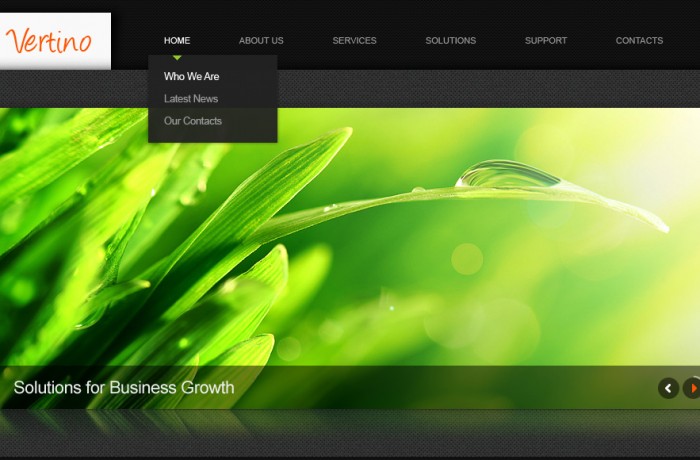 Vertino
HOME
ABOUT US
SERVICES
SOLUTIONS
SUPPORT
CONTACTS
Who We Are
Latest News
Our Contacts
Solutions for Business Growth